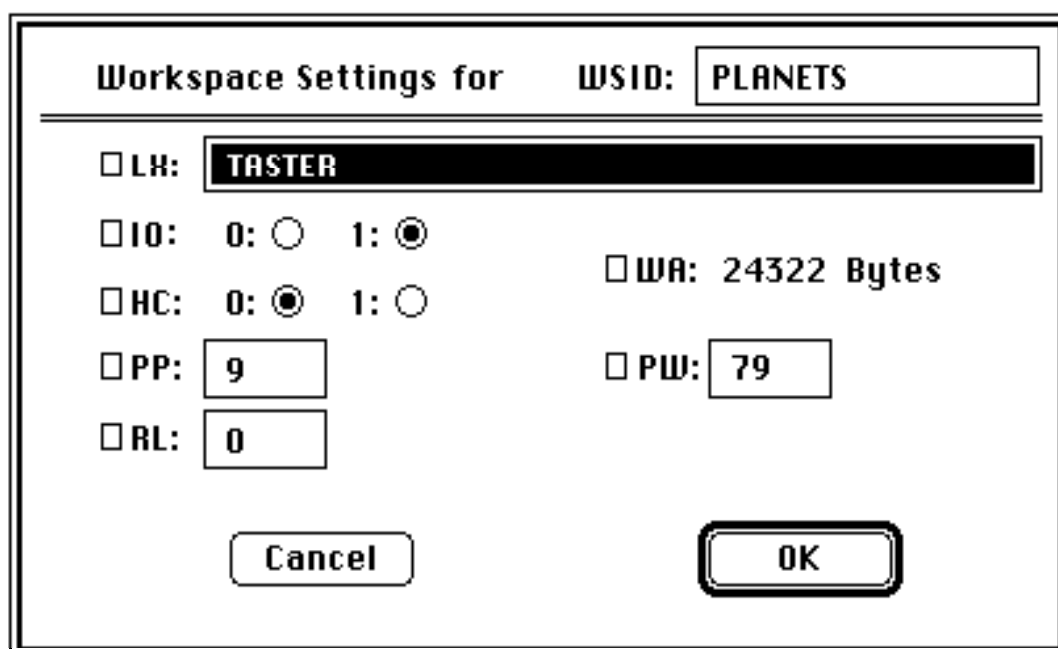 Workspace Settings for WSID: PLANETS
⎕LX: TASTER
⎕IO: 0: 1:
⎕WA: 24322 Bytes
⎕HC: 0: 1:
⎕PP: 9 ⎕PW: 79
⎕RL: 0
Cancel OK